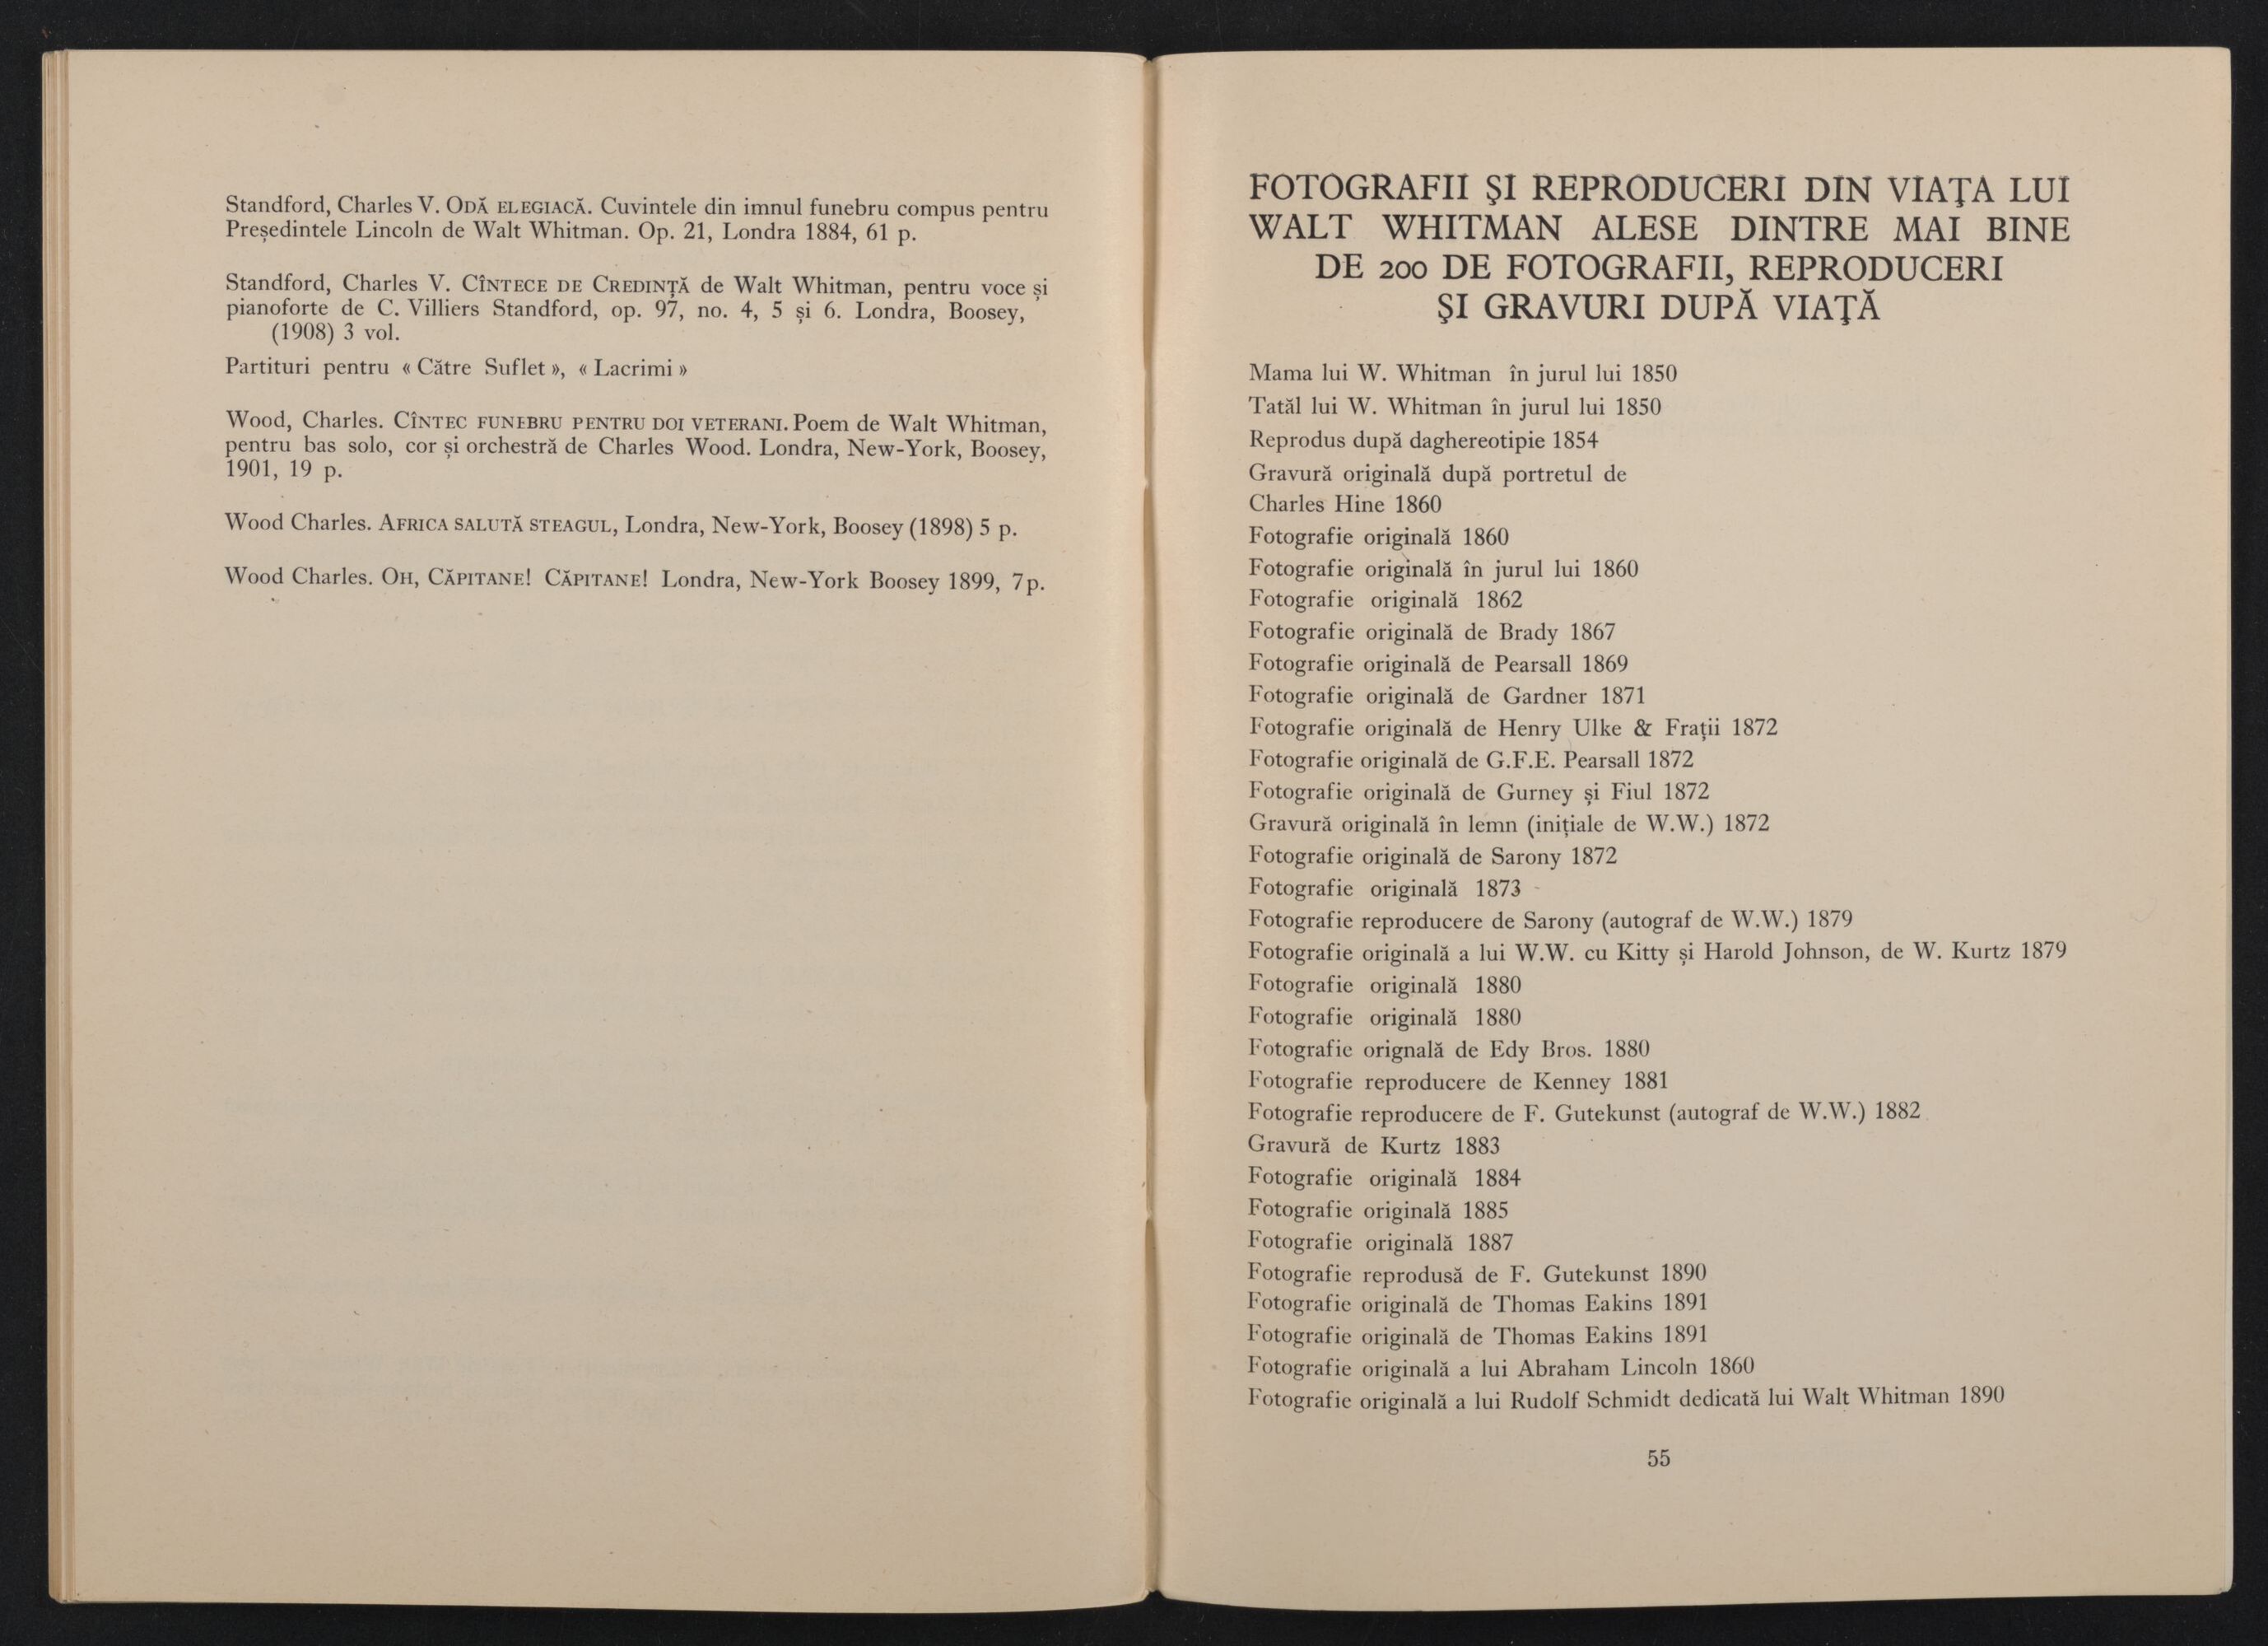 Standford, Charles V. ODĂ ELEGIACĂ. Cuvintele din imnul funebru compus pentru
Președintele Lincoln de Walt Whitman. Op. 21, Londra 1884, 61 p.
Standford, Charles V. CÎNTECE DE CREDINȚĂ de Walt Whitman, pentru voce și
pianoforte de C. Villiers Standford, op. 97, no. 4, 5 și 6. Londra, Boosey,
(1908) 3 vol.
Partituri pentru « Către Suflet », « Lacrimi »
Wood, Charles. CÎNTEC FUNEBRU PENTRU DOI VETERANI. Poem de Walt Whitman,
pentru bas solo, cor și orchestră de Charles Wood. Londra, New-York, Boosey,
1901, 19 p.
Wood Charles. AFRICA SALUTĂ STEAGUL, Londra, New-York, Boosey (1898) 5 p.
Wood Charles. OH, CĂPITANE! CĂPITANE! Londra, New-York Boosey 1899, 7 p.
FOTOGRAFII ŞI REPRODUCERI DIN VIAŢA LUI
WALT WHITMAN ALESE DINTRE MAI BINE
DE 200 DE FOTOGRAFII, REPRODUCERI
ŞI GRAVURI DUPĂ VIAŢĂ
Mama lui W. Whitman în jurul lui 1850
Tatăl lui W. Whitman în jurul lui 1850
Reprodus după daghereotipie 1854
Gravură originală după portretul de
Charles Hine 1860
Fotografie originală 1860
Fotografie originală în jurul lui 1860
Fotografie originală 1862
Fotografie originală de Brady 1867
Fotografie originală de Pearsall 1869
Fotografie originală de Gardner 1871
Fotografie originală de Henry Ulke & Frații 1872
Fotografie originală de G.F.E. Pearsall 1872
Fotografie originală de Gurney și Fiul 1872
Gravură originală în lemn (inițiale de W.W.) 1872
Fotografie originală de Sarony 1872
Fotografie originală 1873
Fotografie reproducere de Sarony (autograf de W.W.) 1879
Fotografie originală a lui W.W. cu Kitty și Harold Johnson, de W. Kurtz 1879
Fotografie originală 1880
Fotografie originală 1880
Fotografie orignală de Edy Bros. 1880
Fotografie reproducere de Kenney 1881
Fotografie reproducere de F. Gutekunst (autograf de W.W.) 1882
Gravură de Kurtz 1883
Fotografie originală 1884
Fotografie originală 1885
Fotografie originală 1887
Fotografie reprodusă de F. Gutekunst 1890
Fotografie originală de Thomas Eakins 1891
Fotografie originală de Thomas Eakins 1891
Fotografie originală a lui Abraham Lincoln 1860
Fotografie originală a lui Rudolf Schmidt dedicată lui Walt Whitman 1890
55